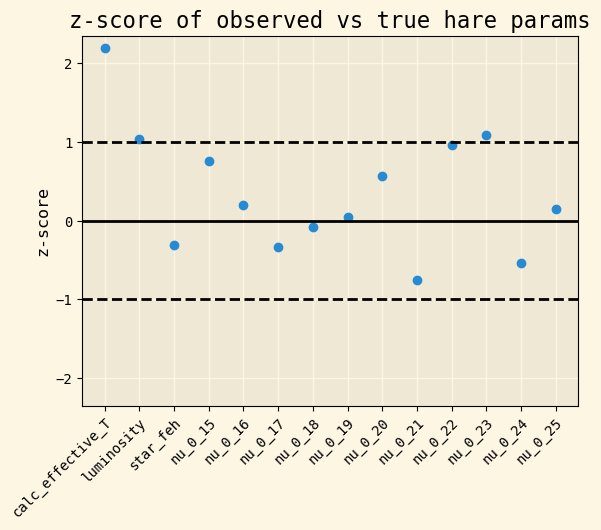 z-score of observed vs true hare params
z-score
2
1
0
−1
−2
calc_effective_T
luminosity
star_feh
nu_0_15
nu_0_16
nu_0_17
nu_0_18
nu_0_19
nu_0_20
nu_0_21
nu_0_22
nu_0_23
nu_0_24
nu_0_25